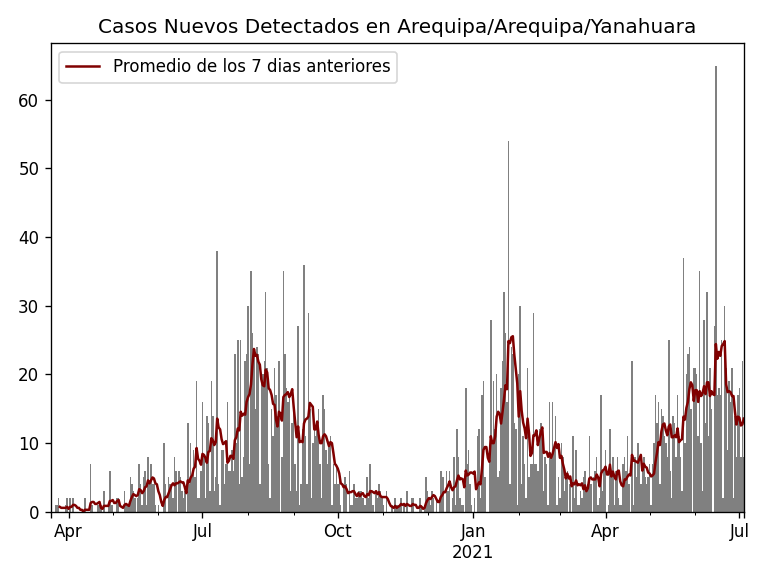 Casos Nuevos Detectados en Arequipa/Arequipa/Yanahuara
Promedio de los 7 dias anteriores
60
50
40
30
20
10
0
Apr Jul Oct Jan Apr Jul
2021